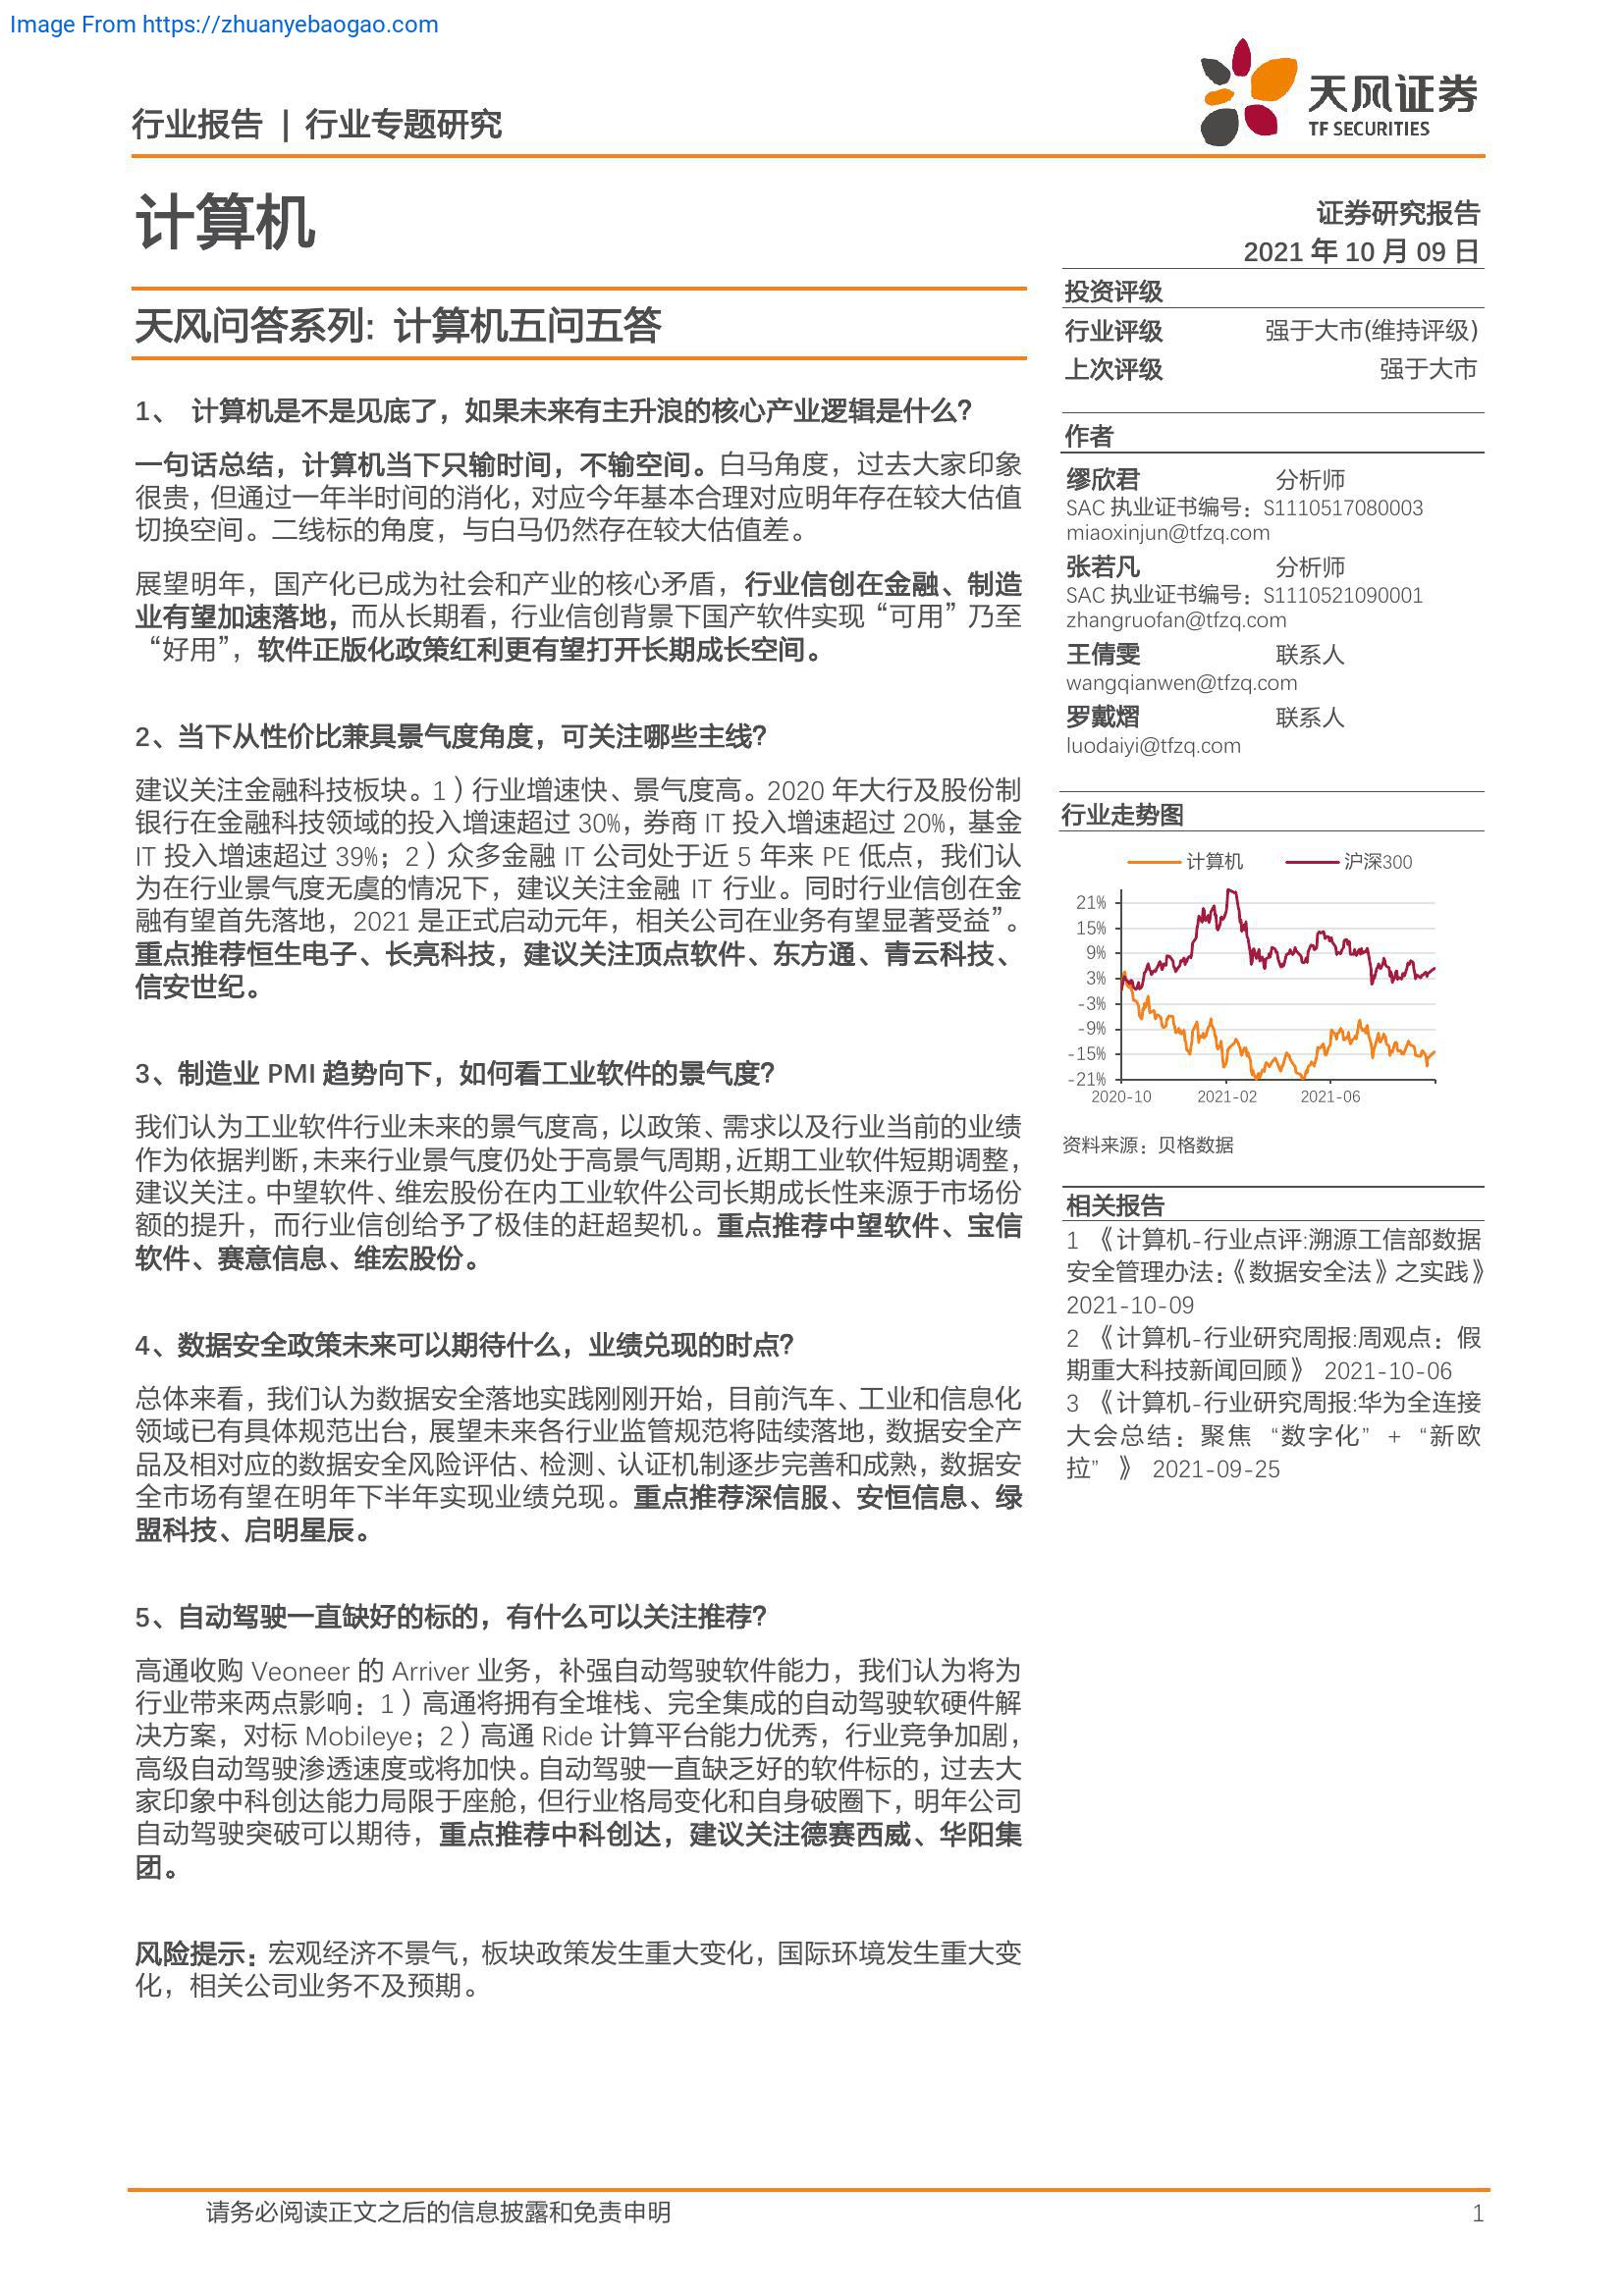 Image From https://zhuanyebaogao.com
行业报告 | 行业专题研究
天风证券
TF SECURITIES
计算机
证券研究报告
2021 年 10 月 09 日
天风问答系列: 计算机五问五答
1、 计算机是不是见底了，如果未来有主升浪的核心产业逻辑是什么?
一句话总结，计算机当下只输时间，不输空间。白马角度，过去大家印象
很贵，但通过一年半时间的消化，对应今年基本合理对应明年存在较大估值
切换空间。二线标的角度，与白马仍然存在较大估值差。
展望明年，国产化已成为社会和产业的核心矛盾，行业信创在金融、制造
业有望加速落地，而从长期看，行业信创背景下国产软件实现“可用”乃至
“好用”，软件正版化政策红利更有望打开长期成长空间。
2、当下从性价比兼具景气度角度，可关注哪些主线?
建议关注金融科技板块。1）行业增速快、景气度高。2020 年大行及股份制
银行在金融科技领域的投入增速超过 30%，券商 IT 投入增速超过 20%，基金
IT 投入增速超过 39%；2）众多金融 IT 公司处于近 5 年来 PE 低点，我们认
为在行业景气度无虞的情况下，建议关注金融 IT 行业。同时行业信创在金
融有望首先落地，2021 是正式启动元年，相关公司在业务有望显著受益”。
重点推荐恒生电子、长亮科技，建议关注顶点软件、东方通、青云科技、
信安世纪。
3、制造业 PMI 趋势向下，如何看工业软件的景气度?
我们认为工业软件行业未来的景气度高，以政策、需求以及行业当前的业绩
作为依据判断，未来行业景气度仍处于高景气周期，近期工业软件短期调整，
建议关注。中望软件、维宏股份在内工业软件公司长期成长性来源于市场份
额的提升，而行业信创给予了极佳的赶超契机。重点推荐中望软件、宝信
软件、赛意信息、维宏股份。
4、数据安全政策未来可以期待什么，业绩兑现的时点?
总体来看，我们认为数据安全落地实践刚刚开始，目前汽车、工业和信息化
领域已有具体规范出台，展望未来各行业监管规范将陆续落地，数据安全产
品及相对应的数据安全风险评估、检测、认证机制逐步完善和成熟，数据安
全市场有望在明年下半年实现业绩兑现。重点推荐深信服、安恒信息、绿
盟科技、启明星辰。
5、自动驾驶一直缺好的标的，有什么可以关注推荐?
高通收购 Veoneer 的 Arriver 业务，补强自动驾驶软件能力，我们认为将为
行业带来两点影响：1）高通将拥有全堆栈、完全集成的自动驾驶软硬件解
决方案，对标 Mobileye；2）高通 Ride 计算平台能力优秀，行业竞争加剧，
高级自动驾驶渗透速度或将加快。自动驾驶一直缺乏好的软件标的，过去大
家印象中科创达能力局限于座舱，但行业格局变化和自身破圈下，明年公司
自动驾驶突破可以期待，重点推荐中科创达，建议关注德赛西威、华阳集
团。
风险提示：宏观经济不景气，板块政策发生重大变化，国际环境发生重大变
化，相关公司业务不及预期。
投资评级
行业评级 强于大市(维持评级)
上次评级 强于大市
作者
缪欣君 分析师
SAC 执业证书编号：S1110517080003
miaoxinjun@tfzq.com
张若凡 分析师
SAC 执业证书编号：S1110521090001
zhangruofan@tfzq.com
王倩雯 联系人
wangqianwen@tfzq.com
罗戴熠 联系人
luodaiyi@tfzq.com
行业走势图
计算机 沪深300
21%
15%
9%
3%
-3%
-9%
-15%
-21%
2020-10 2021-02 2021-06
资料来源：贝格数据
相关报告
1 《计算机-行业点评:溯源工信部数据
安全管理办法：《数据安全法》之实践》
2021-10-09
2 《计算机-行业研究周报:周观点：假
期重大科技新闻回顾》 2021-10-06
3 《计算机-行业研究周报:华为全连接
大会总结：聚焦 “数字化” + “新欧
拉” 》 2021-09-25
请务必阅读正文之后的信息披露和免责申明 1